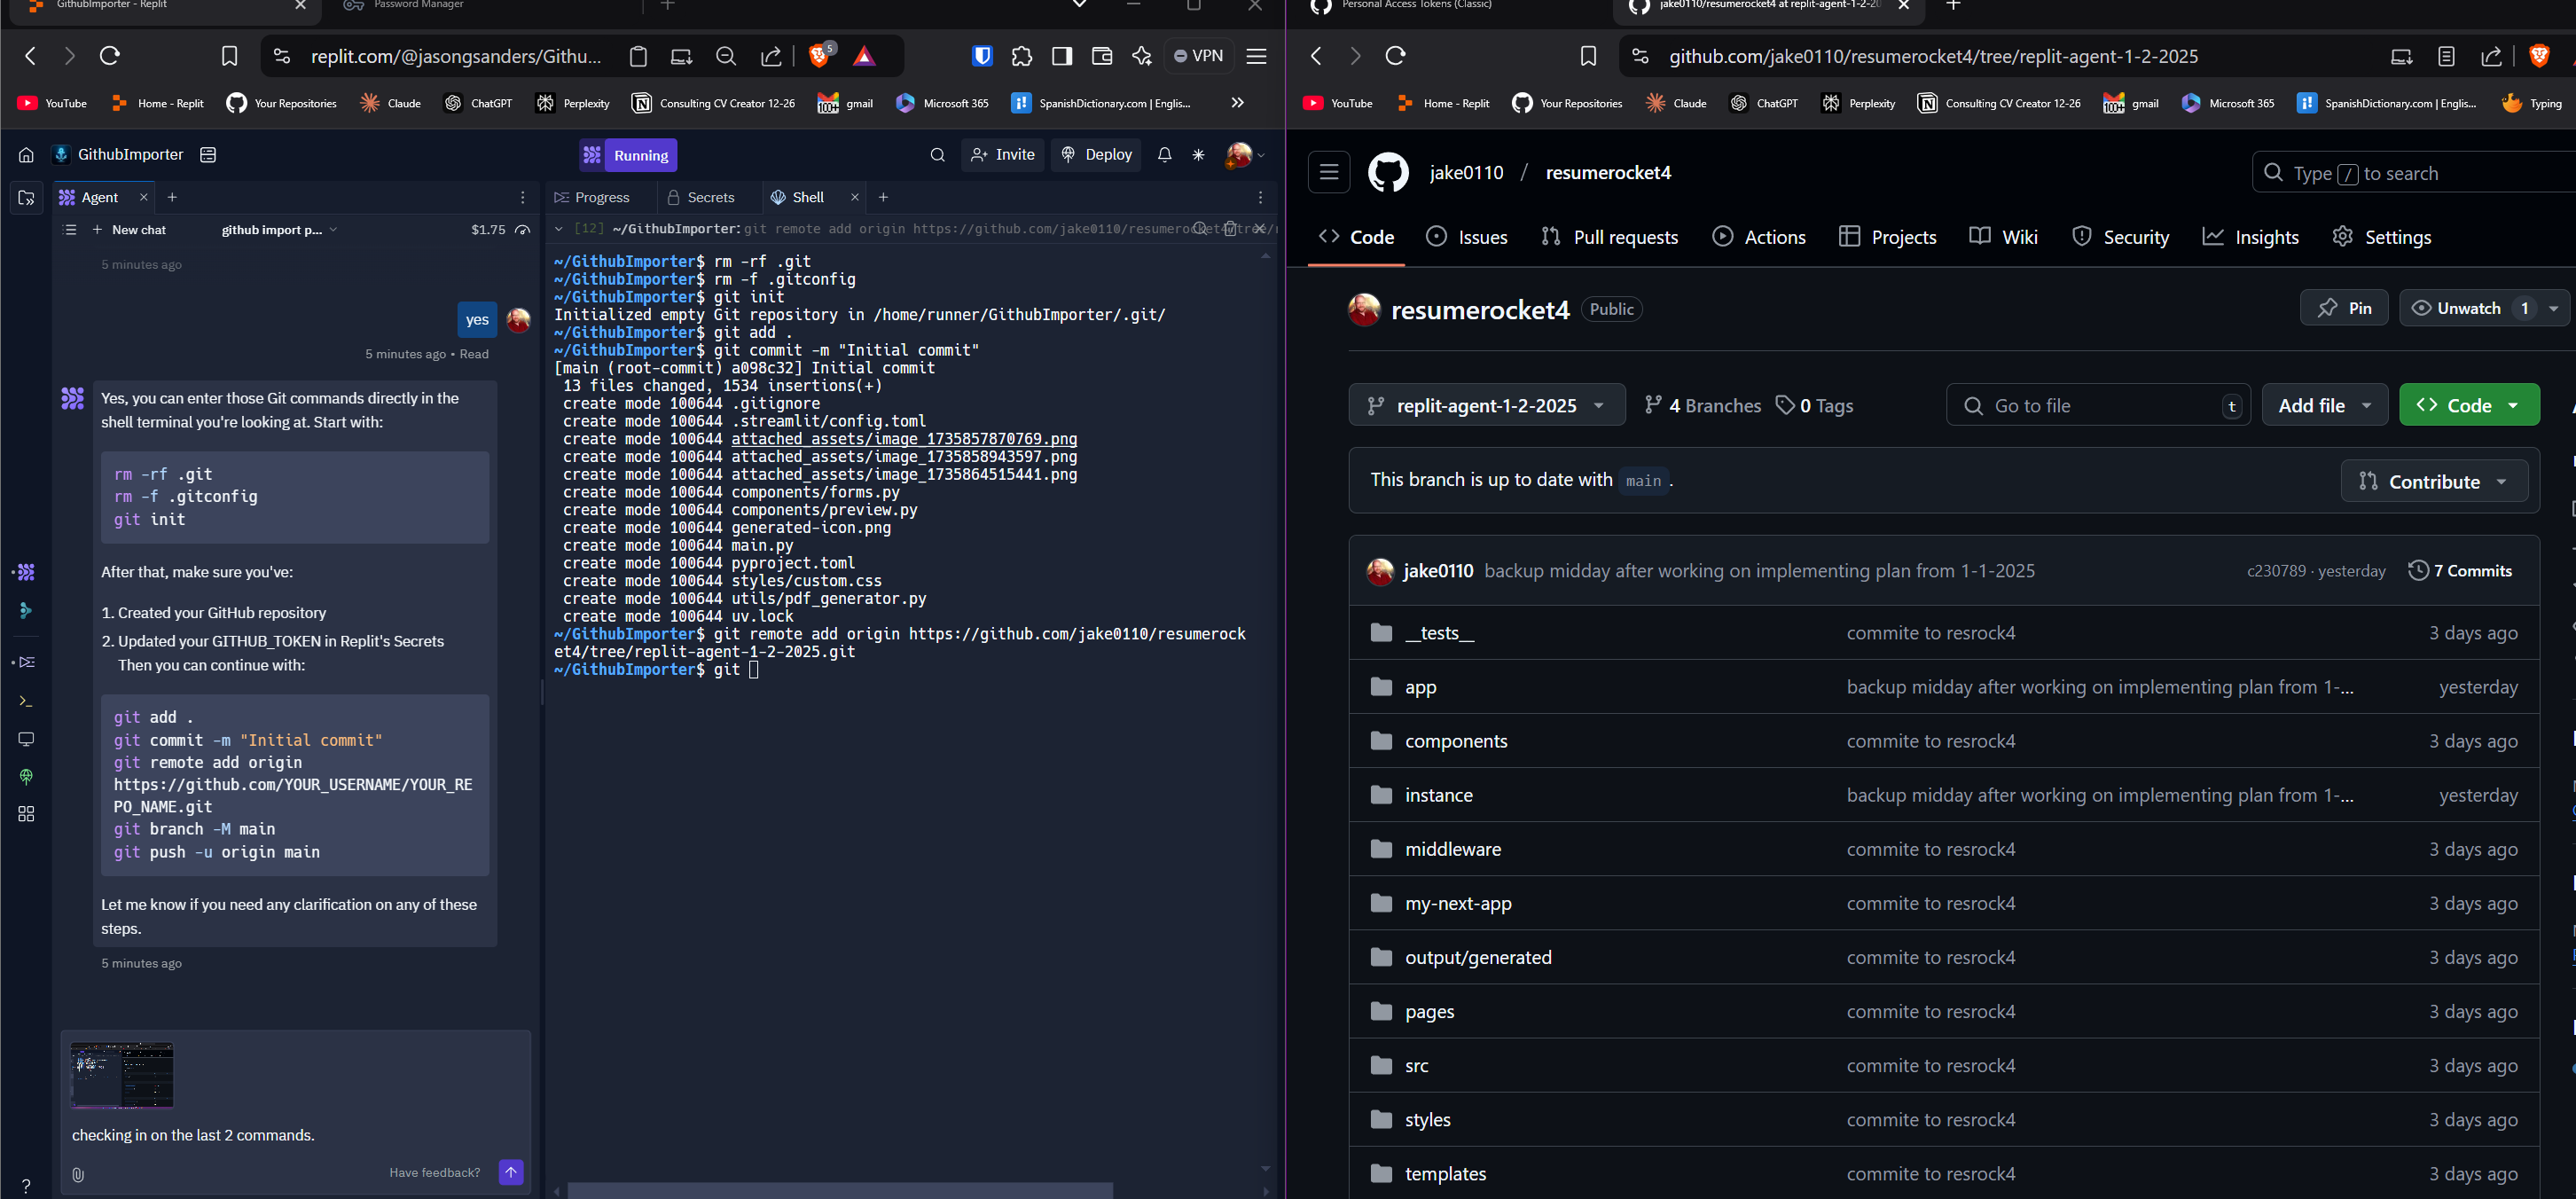 GithubImporter - Replit
Password Manager
replit.com/@jasongsanders/Githu...
5
VPN
YouTube
Home - Replit
Your Repositories
Claude
ChatGPT
Perplexity
Consulting CV Creator 12-26
100+
gmail
Microsoft 365
SpanishDictionary.com | Englis...
GithubImporter
Running
Invite
Deploy
Agent
New chat
github import p...
$1.75
5 minutes ago
yes
5 minutes ago • Read
Yes, you can enter those Git commands directly in the
shell terminal you're looking at. Start with:
rm -rf .git
rm -f .gitconfig
git init
After that, make sure you've:
1. Created your GitHub repository
2. Updated your GITHUB_TOKEN in Replit's Secrets
Then you can continue with:
git add .
git commit -m "Initial commit"
git remote add origin
https://github.com/YOUR_USERNAME/YOUR_RE
PO_NAME.git
git branch -M main
git push -u origin main
Let me know if you need any clarification on any of these
steps.
5 minutes ago
checking in on the last 2 commands.
Have feedback?
?
Progress
Secrets
Shell
[12] ~/GithubImporter: git remote add origin https://github.com/jake0110/resumerocket4/tree/
~/GithubImporter$ rm -rf .git
~/GithubImporter$ rm -f .gitconfig
~/GithubImporter$ git init
Initialized empty Git repository in /home/runner/GithubImporter/.git/
~/GithubImporter$ git add .
~/GithubImporter$ git commit -m "Initial commit"
[main (root-commit) a098c32] Initial commit
13 files changed, 1534 insertions(+)
create mode 100644 .gitignore
create mode 100644 .streamlit/config.toml
create mode 100644 attached_assets/image_1735857870769.png
create mode 100644 attached_assets/image_1735858943597.png
create mode 100644 attached_assets/image_1735864515441.png
create mode 100644 components/forms.py
create mode 100644 components/preview.py
create mode 100644 generated-icon.png
create mode 100644 main.py
create mode 100644 pyproject.toml
create mode 100644 styles/custom.css
create mode 100644 utils/pdf_generator.py
create mode 100644 uv.lock
~/GithubImporter$ git remote add origin https://github.com/jake0110/resumerock
et4/tree/replit-agent-1-2-2025.git
~/GithubImporter$ git
Personal Access Tokens (Classic)
jake0110/resumerocket4 at replit-agent-1-2-20
github.com/jake0110/resumerocket4/tree/replit-agent-1-2-2025
YouTube
Home - Replit
Your Repositories
Claude
ChatGPT
Perplexity
Consulting CV Creator 12-26
100+
gmail
Microsoft 365
SpanishDictionary.com | Englis...
Typing
jake0110 / resumerocket4
Type / to search
Code
Issues
Pull requests
Actions
Projects
Wiki
Security
Insights
Settings
resumerocket4
Public
Pin
Unwatch 1
replit-agent-1-2-2025
4 Branches
0 Tags
Go to file
t
Add file
Code
This branch is up to date with main .
Contribute
jake0110 backup midday after working on implementing plan from 1-1-2025
c230789 · yesterday
7 Commits
__tests__ commite to resrock4 3 days ago
app backup midday after working on implementing plan from 1-... yesterday
components commite to resrock4 3 days ago
instance backup midday after working on implementing plan from 1-... yesterday
middleware commite to resrock4 3 days ago
my-next-app commite to resrock4 3 days ago
output/generated commite to resrock4 3 days ago
pages commite to resrock4 3 days ago
src commite to resrock4 3 days ago
styles commite to resrock4 3 days ago
templates commite to resrock4 3 days ago